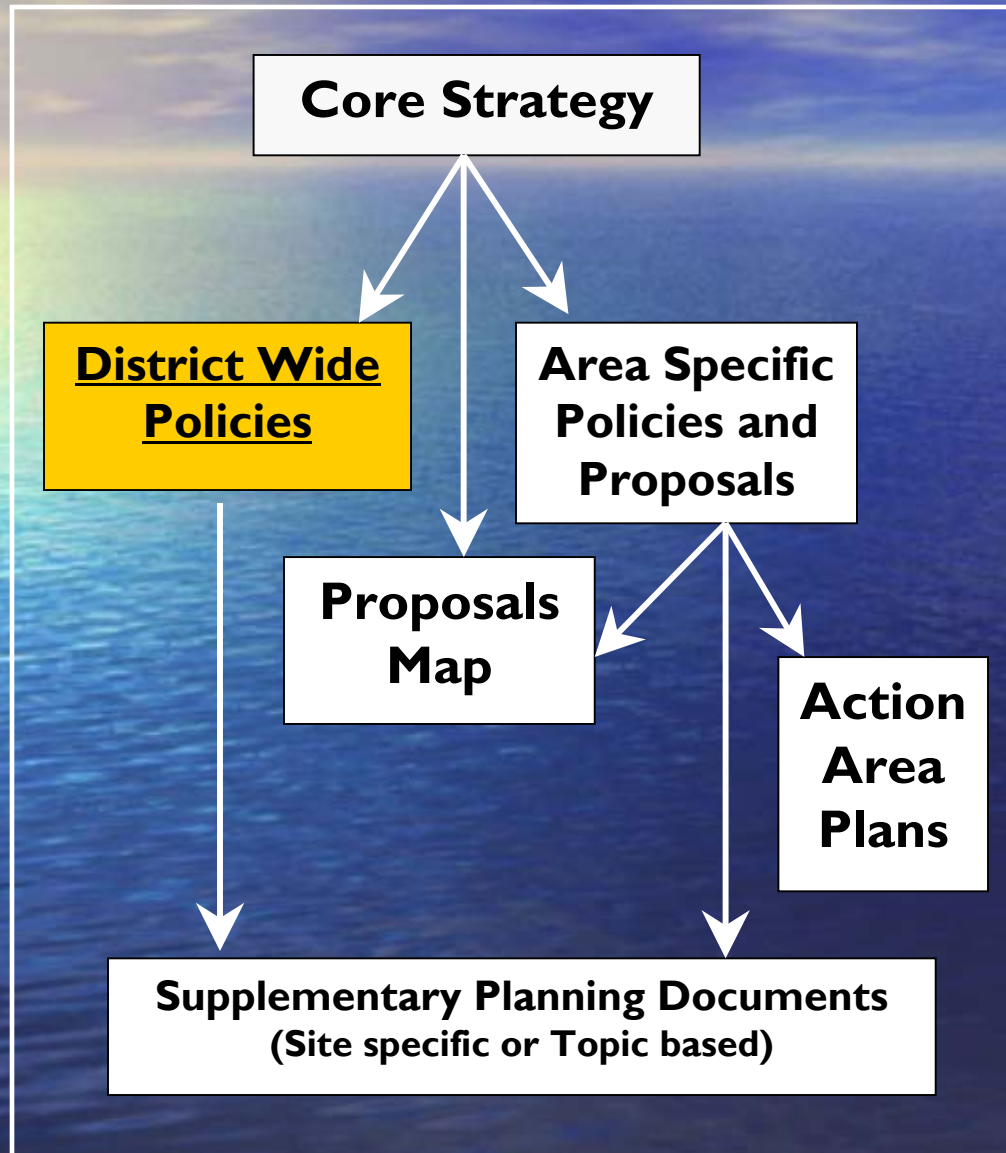 Core Strategy
District Wide
Policies
Area Specific
Policies and
Proposals
Proposals
Map
Action
Area
Plans
Supplementary Planning Documents
(Site specific or Topic based)